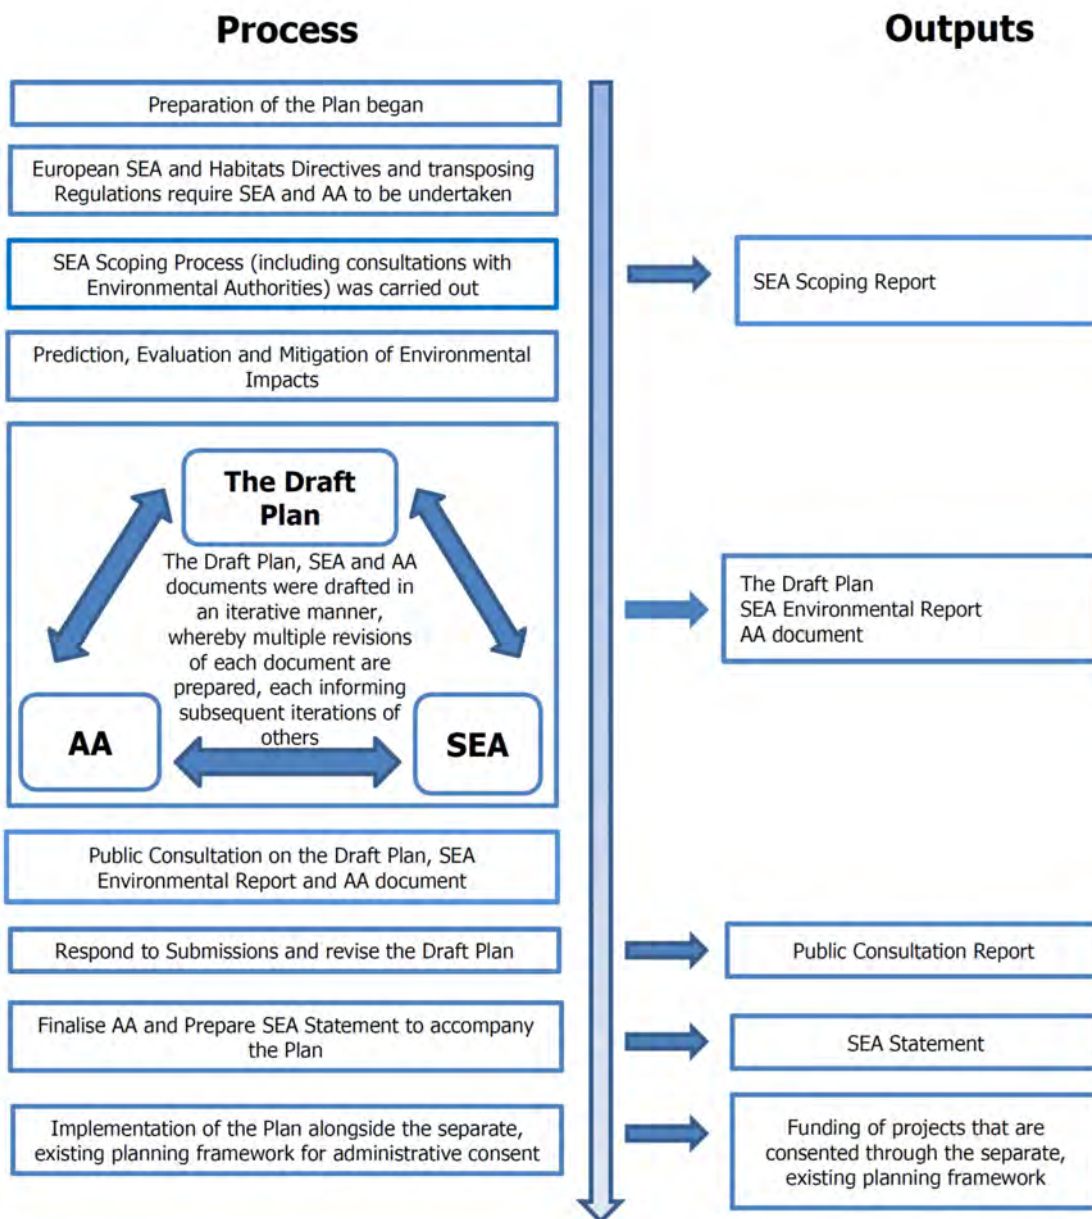 Process
Outputs
Preparation of the Plan began
European SEA and Habitats Directives and transposing
Regulations require SEA and AA to be undertaken
SEA Scoping Process (including consultations with
Environmental Authorities) was carried out
SEA Scoping Report
Prediction, Evaluation and Mitigation of Environmental
Impacts
The Draft
Plan
The Draft Plan, SEA and AA
documents were drafted in
an iterative manner,
whereby multiple revisions
of each document are
prepared, each informing
subsequent iterations of
others
AA
SEA
The Draft Plan
SEA Environmental Report
AA document
Public Consultation on the Draft Plan, SEA
Environmental Report and AA document
Respond to Submissions and revise the Draft Plan
Public Consultation Report
Finalise AA and Prepare SEA Statement to accompany
the Plan
SEA Statement
Implementation of the Plan alongside the separate,
existing planning framework for administrative consent
Funding of projects that are
consented through the separate,
existing planning framework